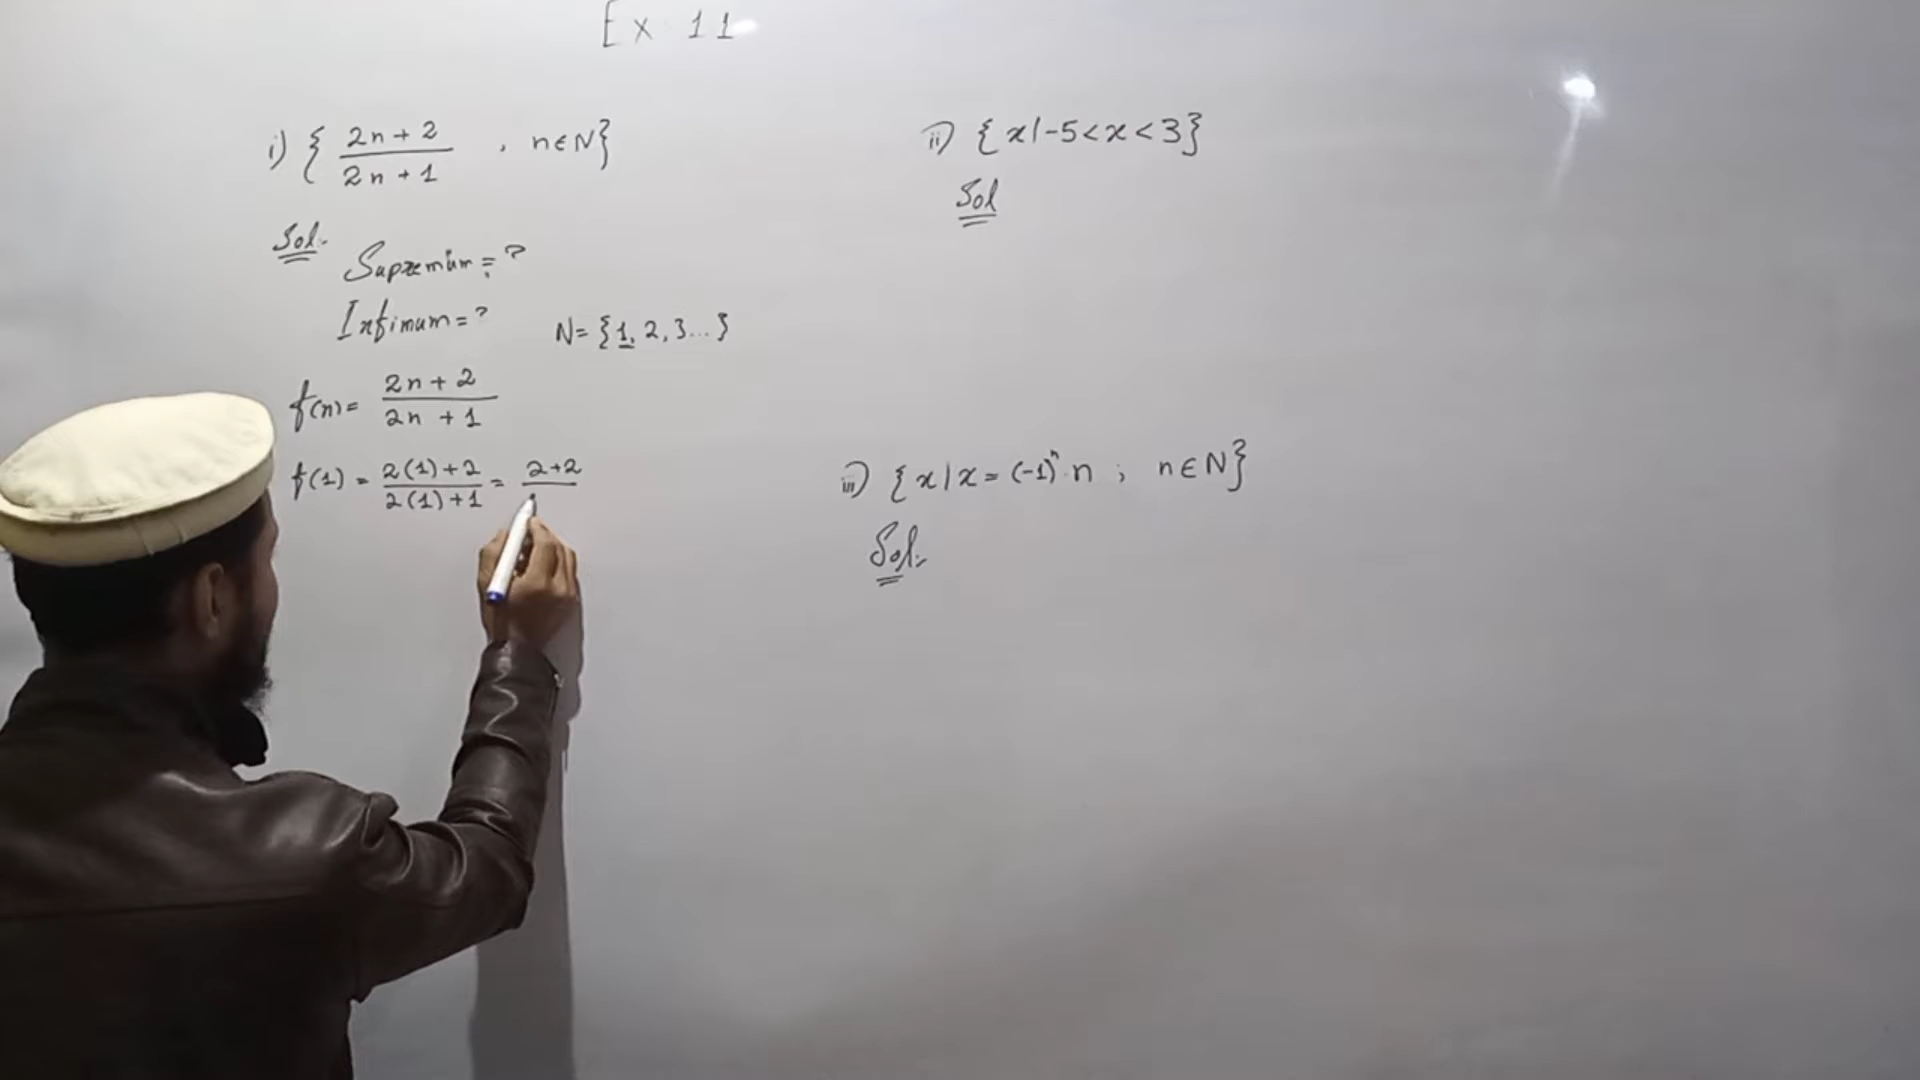 Ex 11
i) { 2n+2 / 2n+1 , n∈N}
Sol.
Supremum = ?
Infimum = ?
N = {1, 2, 3...}
f(n) = 2n+2 / 2n+1
f(1) = 2(1)+2 / 2(1)+1 = 2+2
ii) {x|-5<x<3}
Sol
iii) {x|x = (-1)ⁿ.n ; n∈N}
Sol: